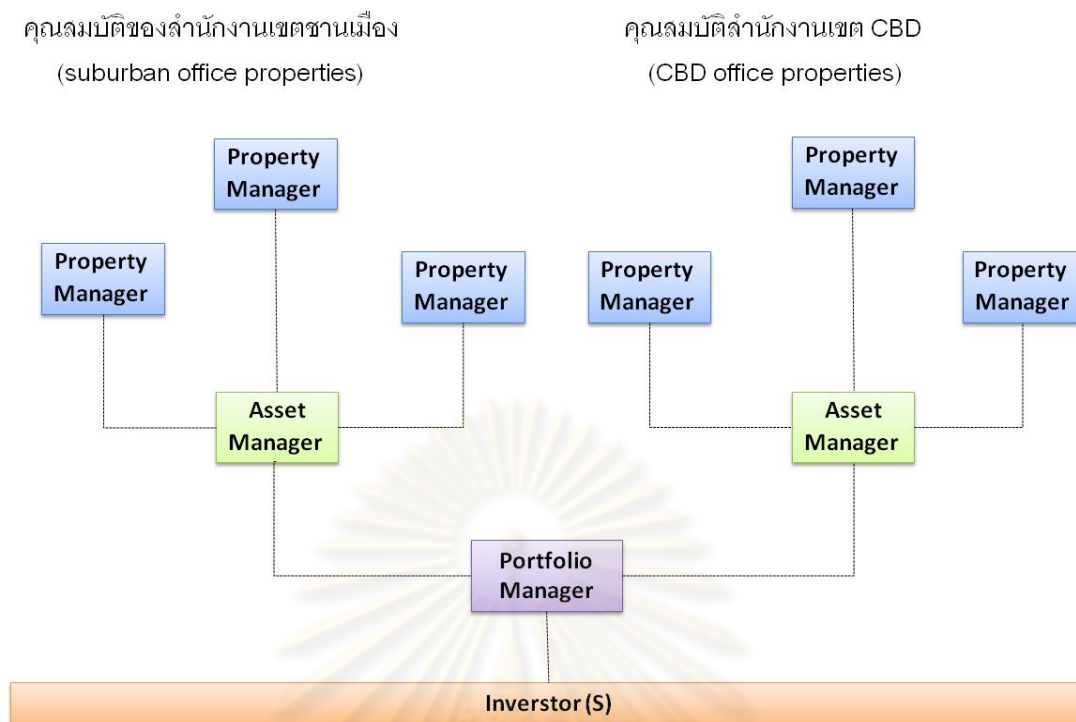 คุณสมบัติของสำนักงานเขตชานเมือง
(suburban office properties)
คุณสมบัติสำนักงานเขต CBD
(CBD office properties)
Property
Manager
Property
Manager
Property
Manager
Property
Manager
Property
Manager
Property
Manager
Asset
Manager
Asset
Manager
Portfolio
Manager
Inverstor (S)